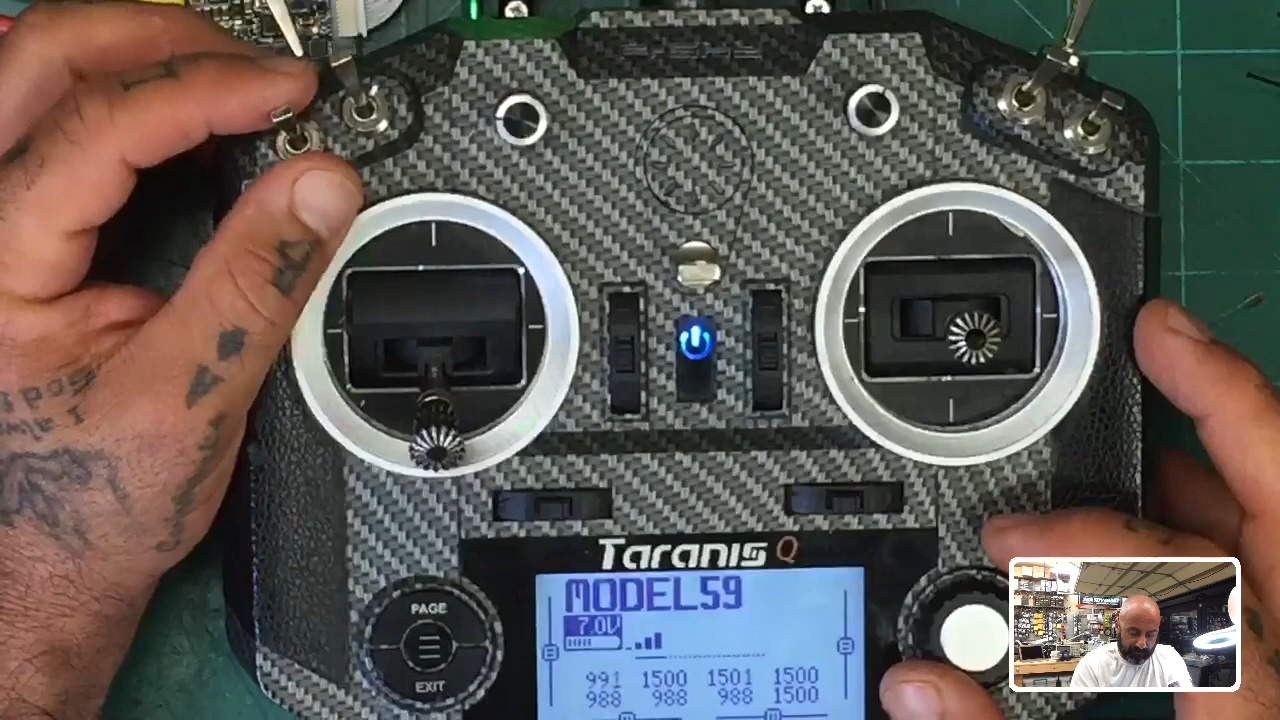 Taranis Q
MODEL59
7.0V
991 1500 1501 1500
988 988 988 1500
PAGE
EXIT